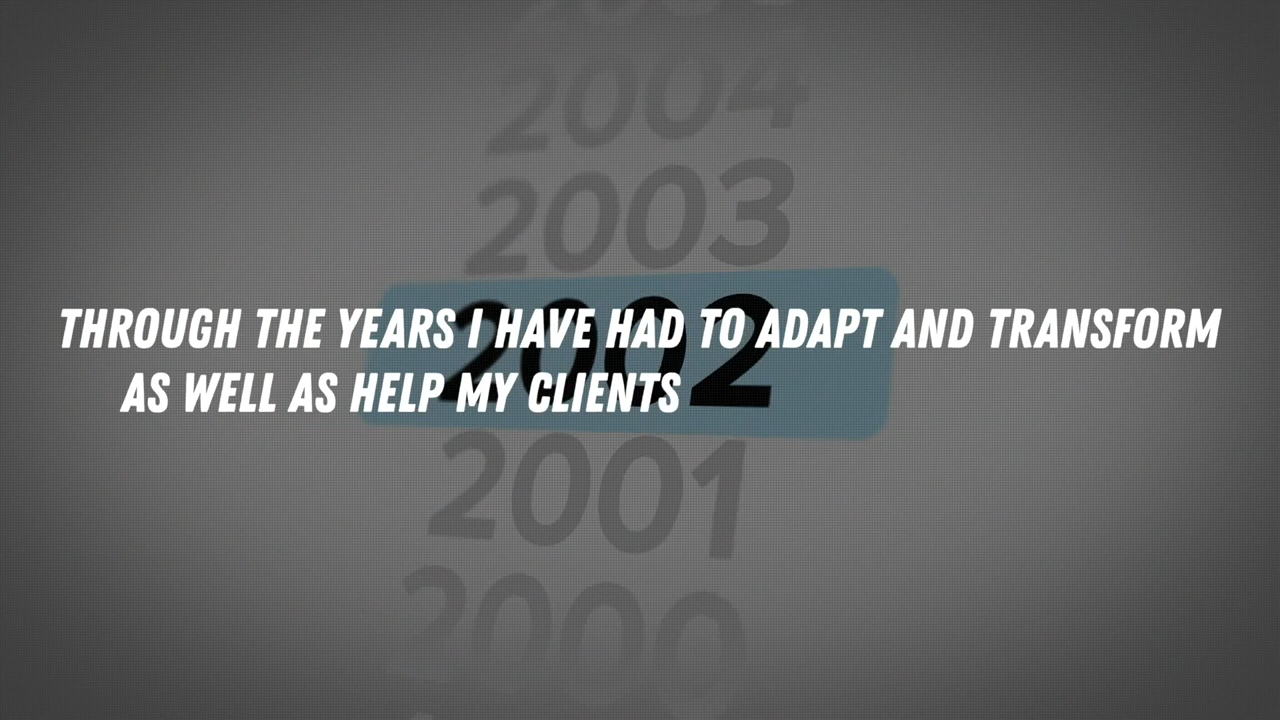 2004
2003
2002
THROUGH THE YEARS I HAVE HAD TO ADAPT AND TRANSFORM
AS WELL AS HELP MY CLIENTS
2001
2000